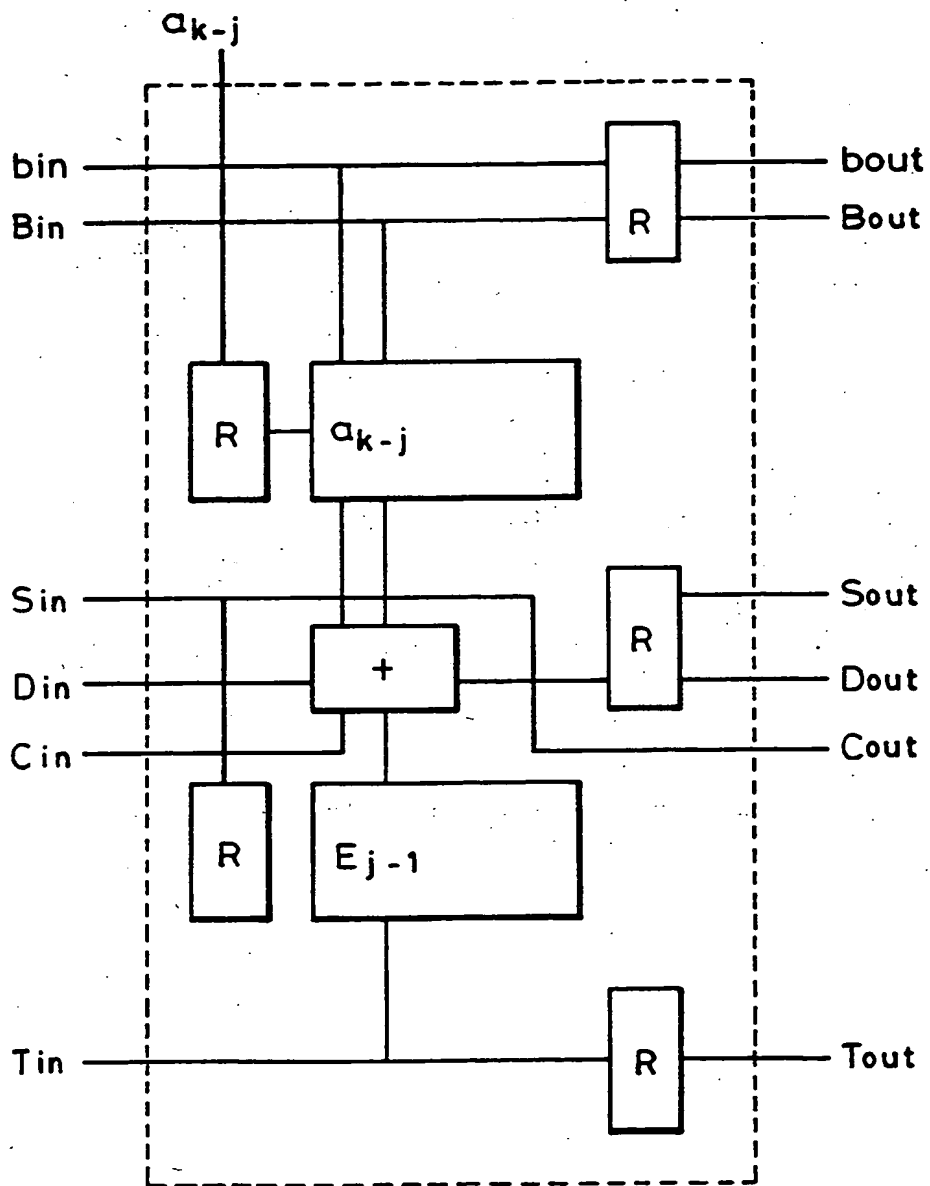 a_{k-j}
bin bout
Bin R Bout
R a_{k-j}
Sin Sout
Din + R Dout
Cin Cout
R E_{j-1}
Tin R Tout